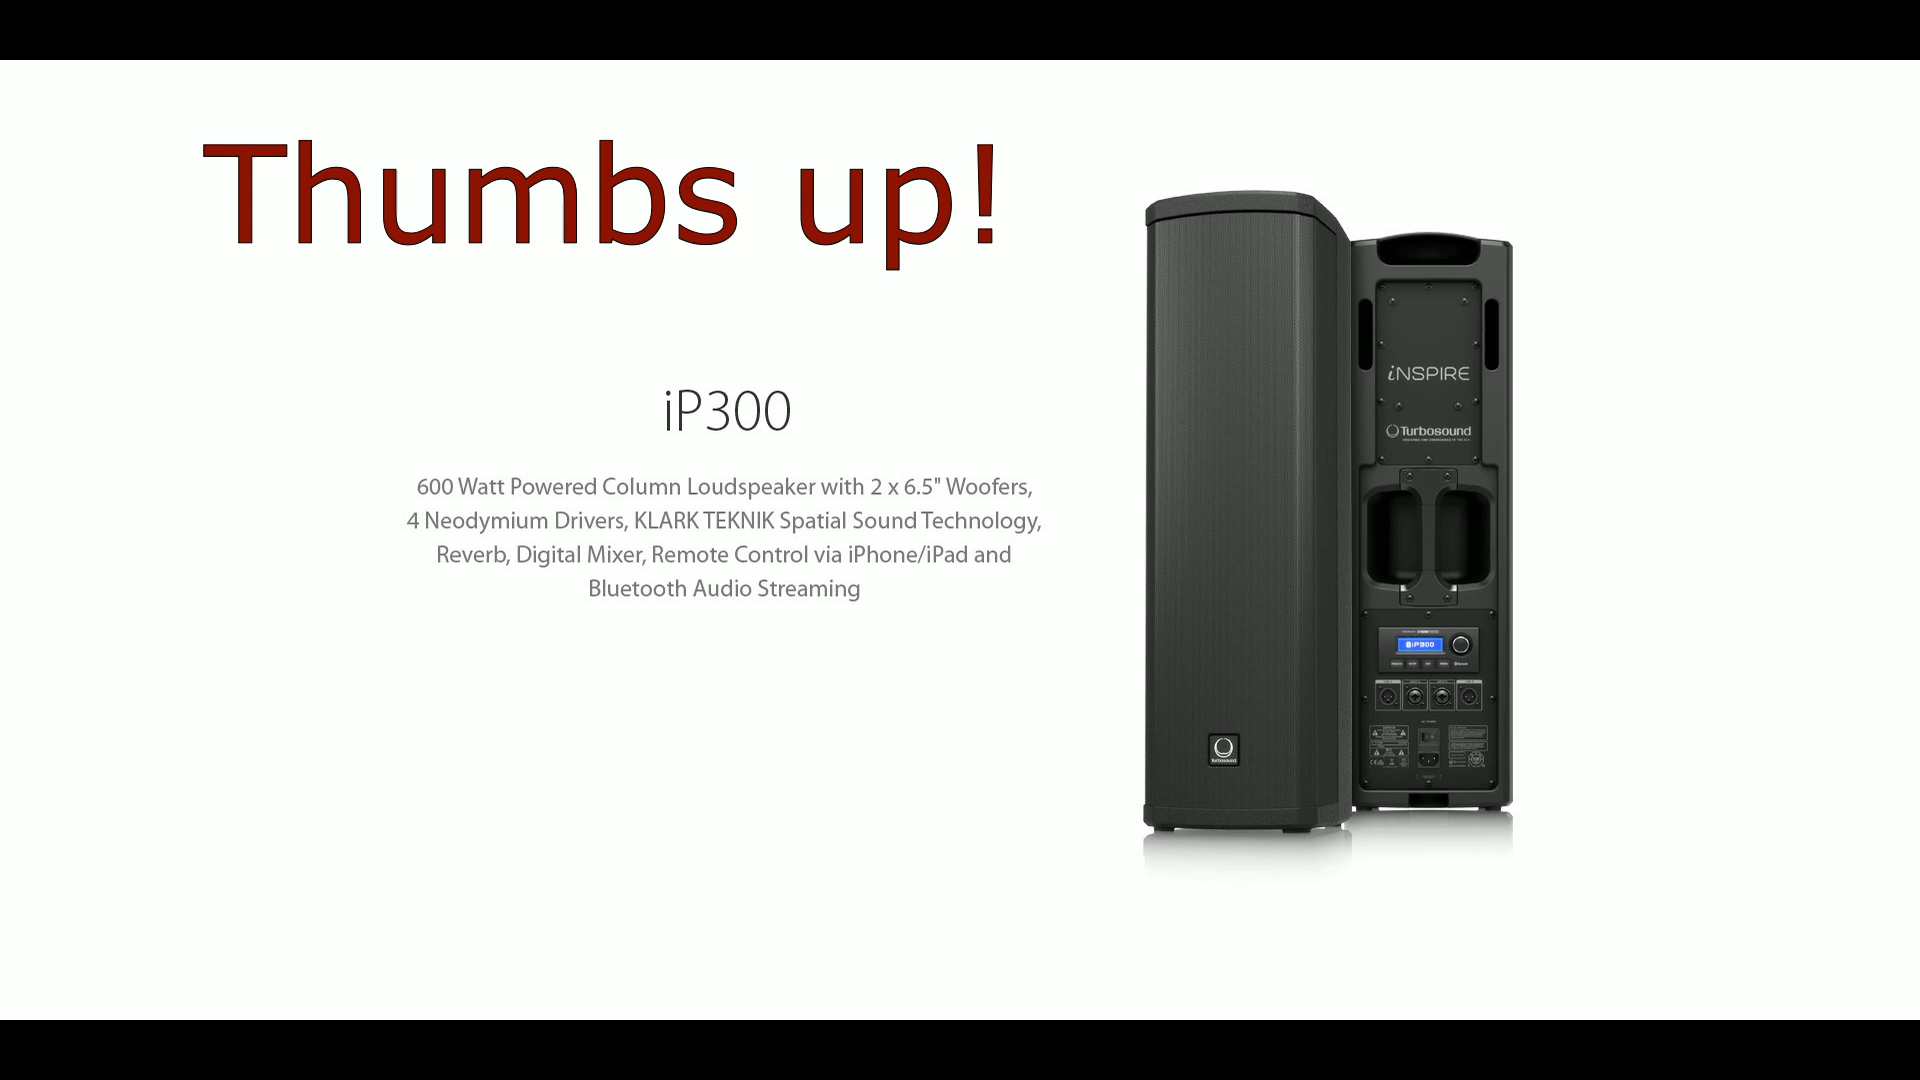 Thumbs up!
iP300
600 Watt Powered Column Loudspeaker with 2 x 6.5" Woofers,
4 Neodymium Drivers, KLARK TEKNIK Spatial Sound Technology,
Reverb, Digital Mixer, Remote Control via iPhone/iPad and
Bluetooth Audio Streaming
iNSPIRE
Turbosound
iP300
Turbosound